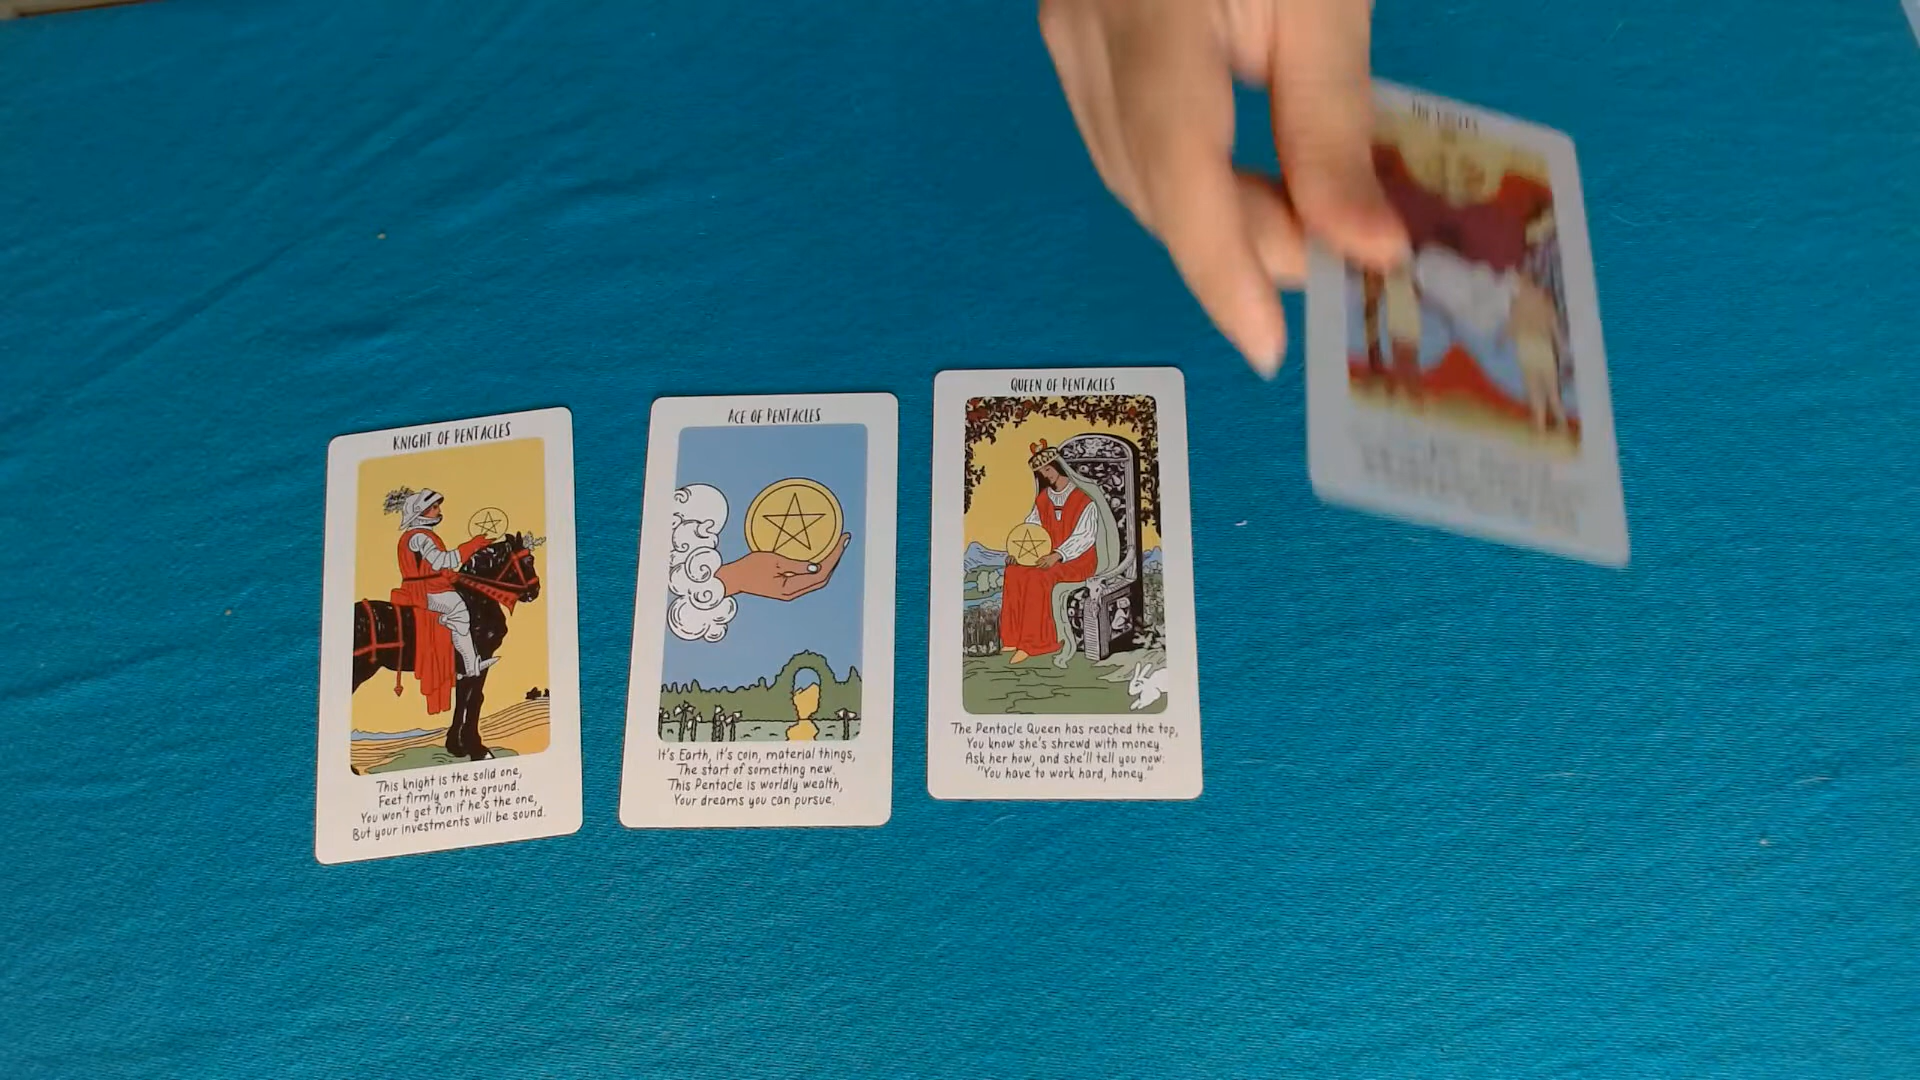 KNIGHT OF PENTACLES
This knight is the solid one,
Feet firmly on the ground.
You won't get fun if he's the one,
But your investments will be sound.
ACE OF PENTACLES
It's Earth, it's coin, material things,
The start of something new.
This Pentacle is worldly wealth,
Your dreams you can pursue.
QUEEN OF PENTACLES
The Pentacle Queen has reached the top,
You know she's shrewd with money.
Ask her how, and she'll tell you now:
"You have to work hard, honey."